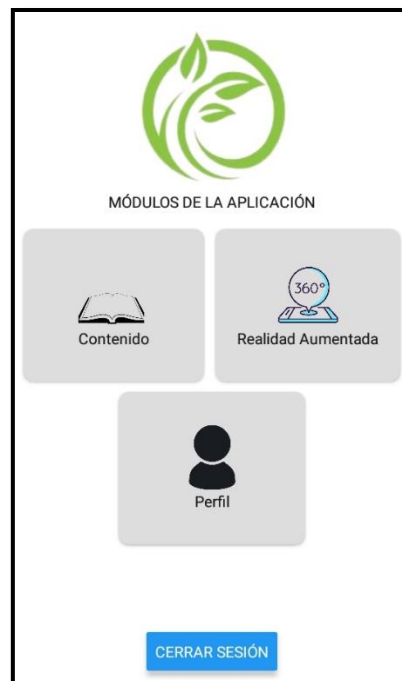 MÓDULOS DE LA APLICACIÓN
360°
Contenido
Realidad Aumentada
Perfil
CERRAR SESIÓN